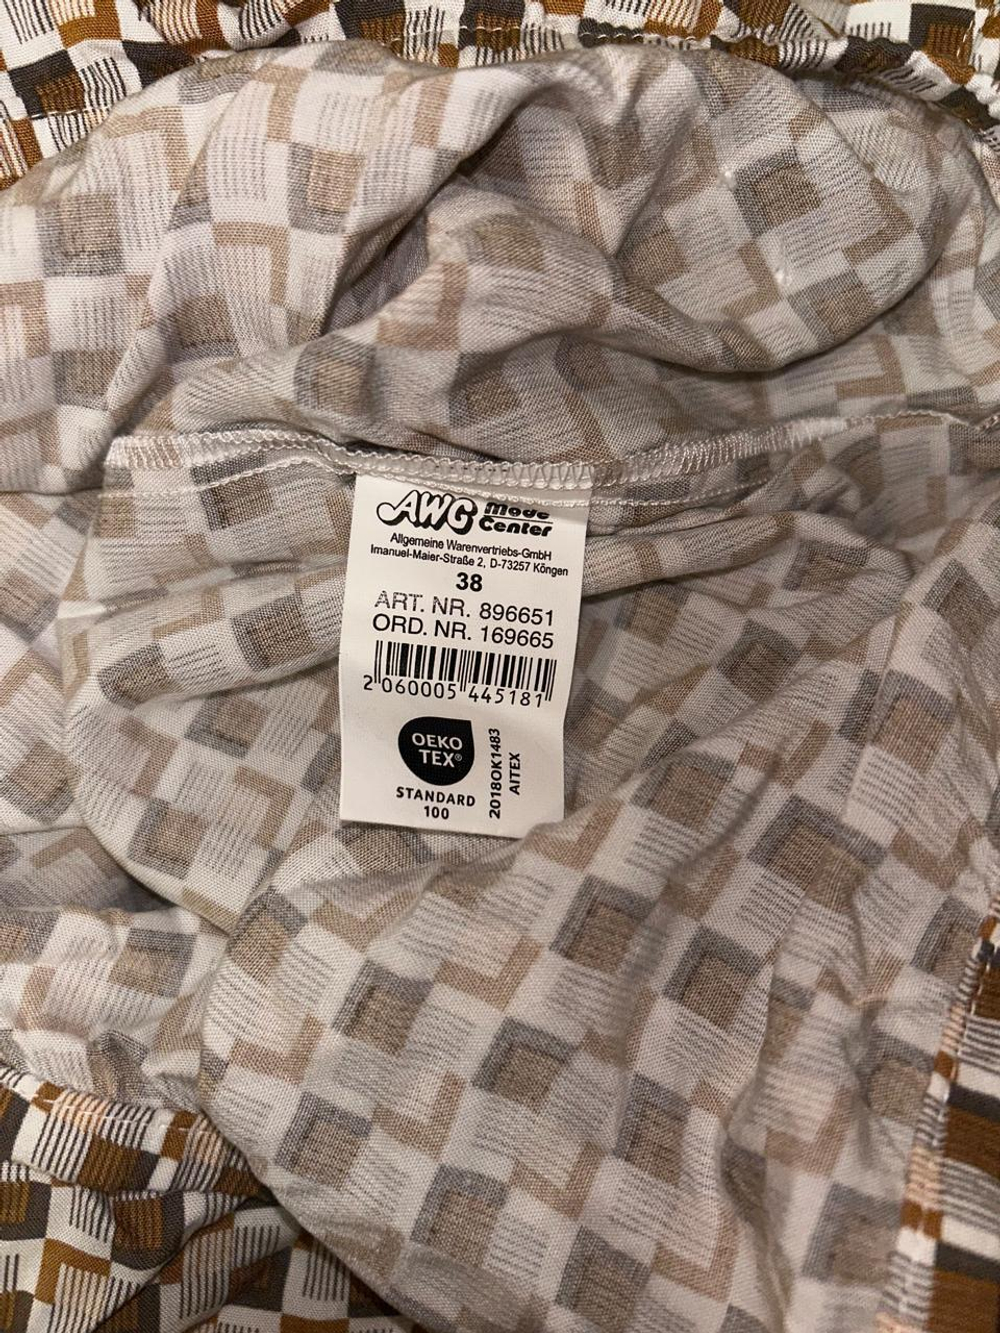 AWG Mode
Center
Allgemeine Warenvertriebs-GmbH
Imanuel-Maier-Straße 2, D-73257 Köngen
38
ART. NR. 896651
ORD. NR. 169665
2 060005 445181
OEKO
TEX®
STANDARD
100
2018OK1483
AITEX